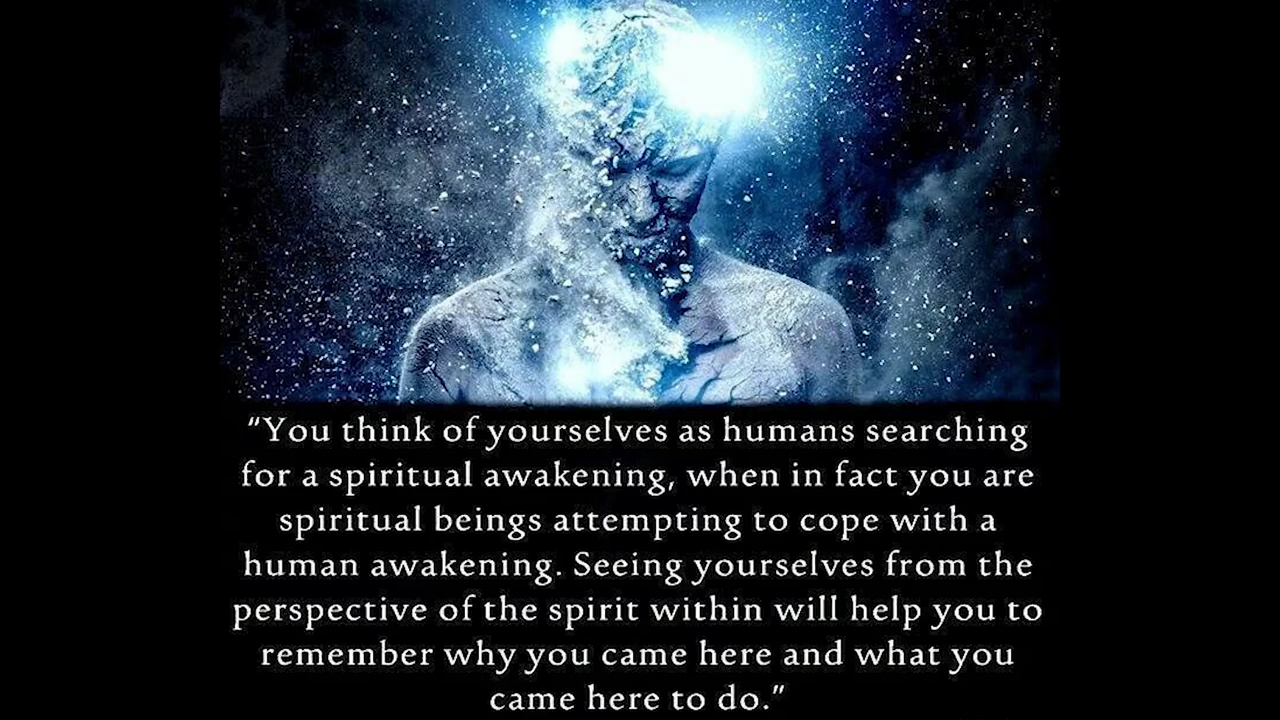 “You think of yourselves as humans searching
for a spiritual awakening, when in fact you are
spiritual beings attempting to cope with a
human awakening. Seeing yourselves from the
perspective of the spirit within will help you to
remember why you came here and what you
came here to do.”